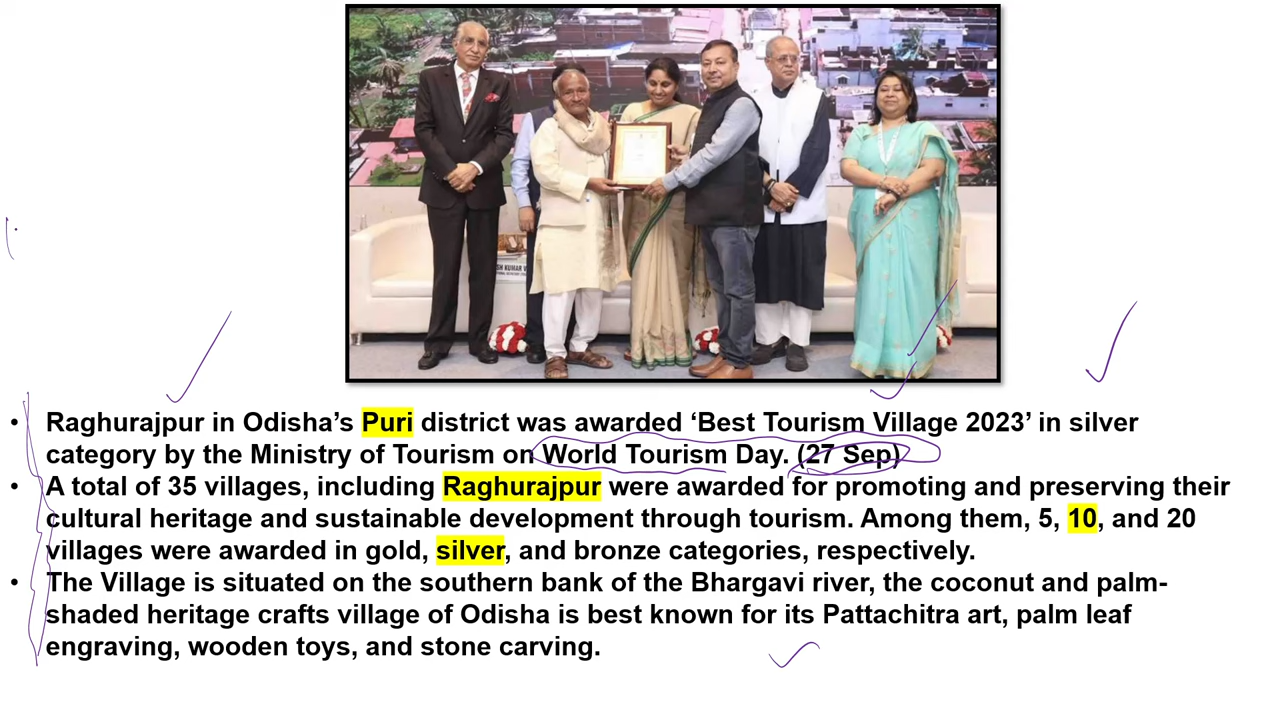 SH KUMAR V
• Raghurajpur in Odisha’s Puri district was awarded ‘Best Tourism Village 2023’ in silver
category by the Ministry of Tourism on World Tourism Day. (27 Sep)
• A total of 35 villages, including Raghurajpur were awarded for promoting and preserving their
cultural heritage and sustainable development through tourism. Among them, 5, 10, and 20
villages were awarded in gold, silver, and bronze categories, respectively.
• The Village is situated on the southern bank of the Bhargavi river, the coconut and palm-
shaded heritage crafts village of Odisha is best known for its Pattachitra art, palm leaf
engraving, wooden toys, and stone carving.